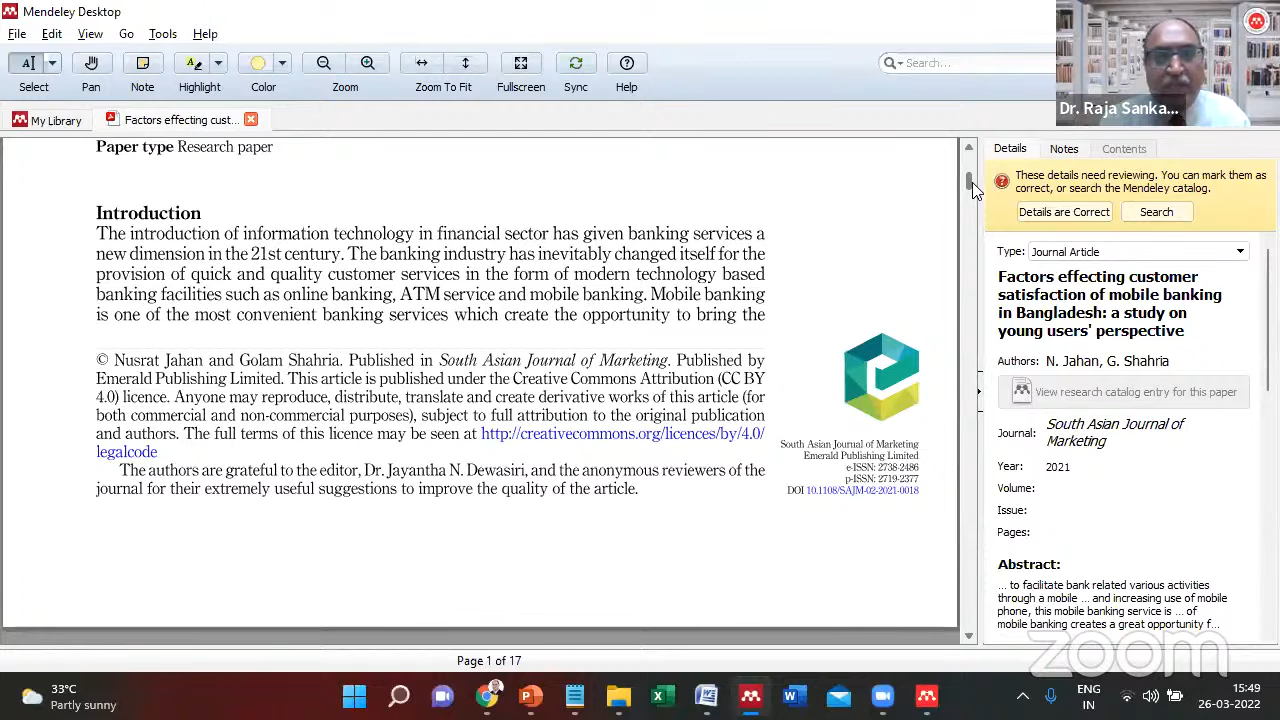 Mendeley Desktop
File Edit View Go Tools Help
Select Pan Note Highlight Color Zoom Zoom To Fit Fullscreen Sync Help
Search...
Dr. Raja Sanka...
My Library
Factors effecting cust...
Paper type Research paper
Introduction
The introduction of information technology in financial sector has given banking services a
new dimension in the 21st century. The banking industry has inevitably changed itself for the
provision of quick and quality customer services in the form of modern technology based
banking facilities such as online banking, ATM service and mobile banking. Mobile banking
is one of the most convenient banking services which create the opportunity to bring the
© Nusrat Jahan and Golam Shahria. Published in South Asian Journal of Marketing. Published by
Emerald Publishing Limited. This article is published under the Creative Commons Attribution (CC BY
4.0) licence. Anyone may reproduce, distribute, translate and create derivative works of this article (for
both commercial and non-commercial purposes), subject to full attribution to the original publication
and authors. The full terms of this licence may be seen at http://creativecommons.org/licences/by/4.0/
legalcode
The authors are grateful to the editor, Dr. Jayantha N. Dewasiri, and the anonymous reviewers of the
journal for their extremely useful suggestions to improve the quality of the article.
South Asian Journal of Marketing
Emerald Publishing Limited
e-ISSN: 2738-2486
p-ISSN: 2719-2377
DOI 10.1108/SAJM-02-2021-0018
Details Notes Contents
These details need reviewing. You can mark them as
correct, or search the Mendeley catalog.
Details are Correct Search
Type: Journal Article
Factors effecting customer
satisfaction of mobile banking
in Bangladesh: a study on
young users' perspective
Authors: N. Jahan, G. Shahria
View research catalog entry for this paper
Journal: South Asian Journal of
Marketing
Year: 2021
Volume:
Issue:
Pages:
Abstract:
... to facilitate bank related various activities
through a mobile ... and increasing use of mobile
phone, this mobile banking service is ... of
mobile banking creates a great opportunity f...
zoom
Page 1 of 17
33°C
Partly sunny
ENG
IN
15:49
26-03-2022